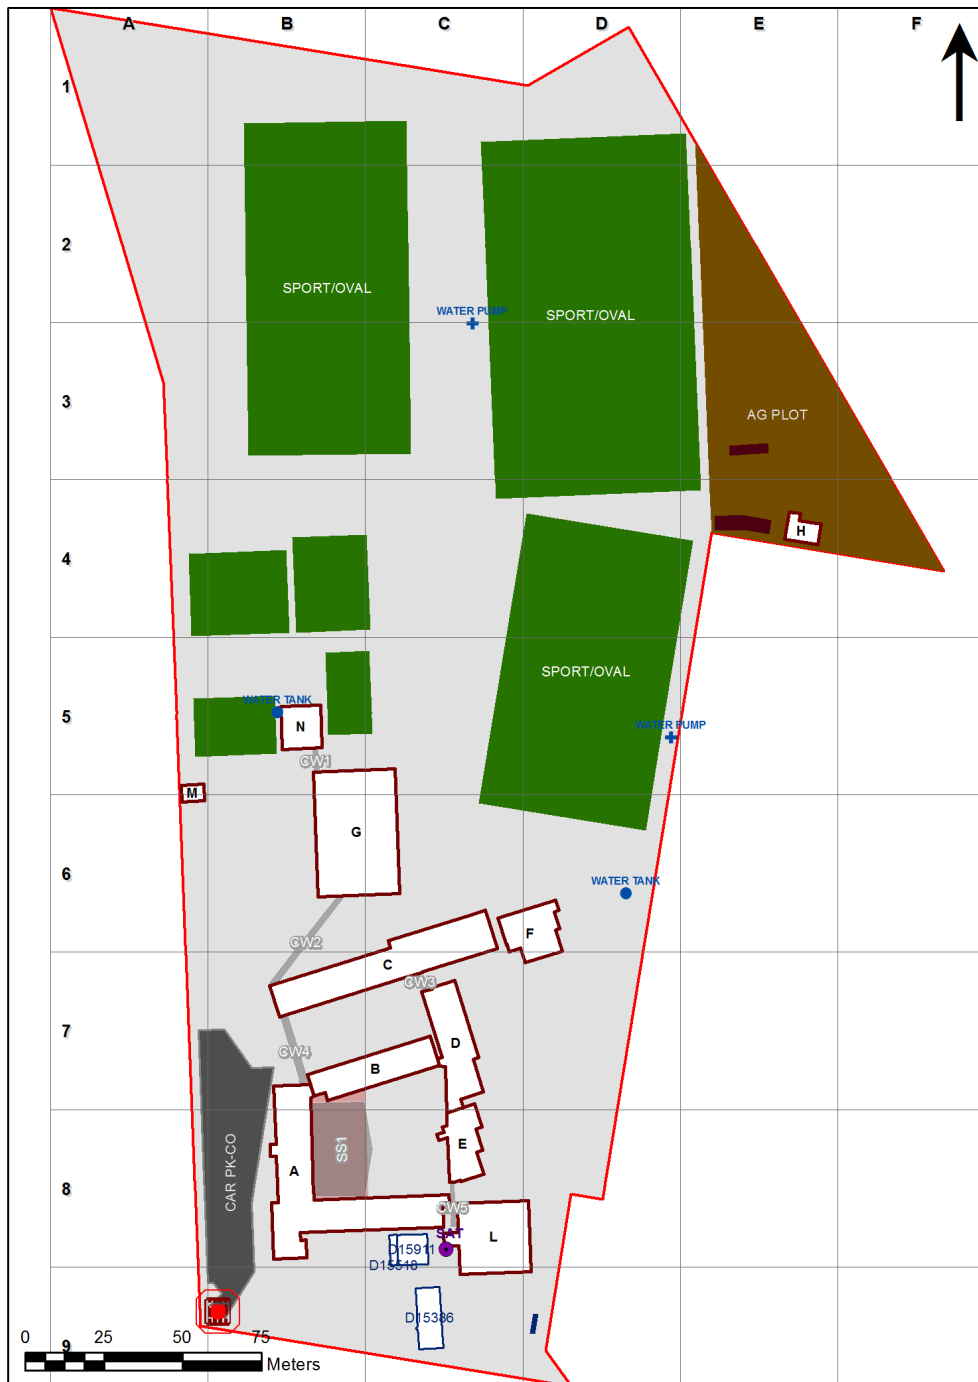 A B C D E F
1
2
SPORT/OVAL
WATER PUMP
SPORT/OVAL
3
AG PLOT
H
4
SPORT/OVAL
WATER TANK
5
N
WATER PUMP
CW1
M
G
6
WATER TANK
F
CW2
C
CW3
7
D
CW4
B
SS1
E
CAR PK-CO
A
8
CW5
SAT
L
D15911
D15518
D15386
9
0 25 50 75
Meters